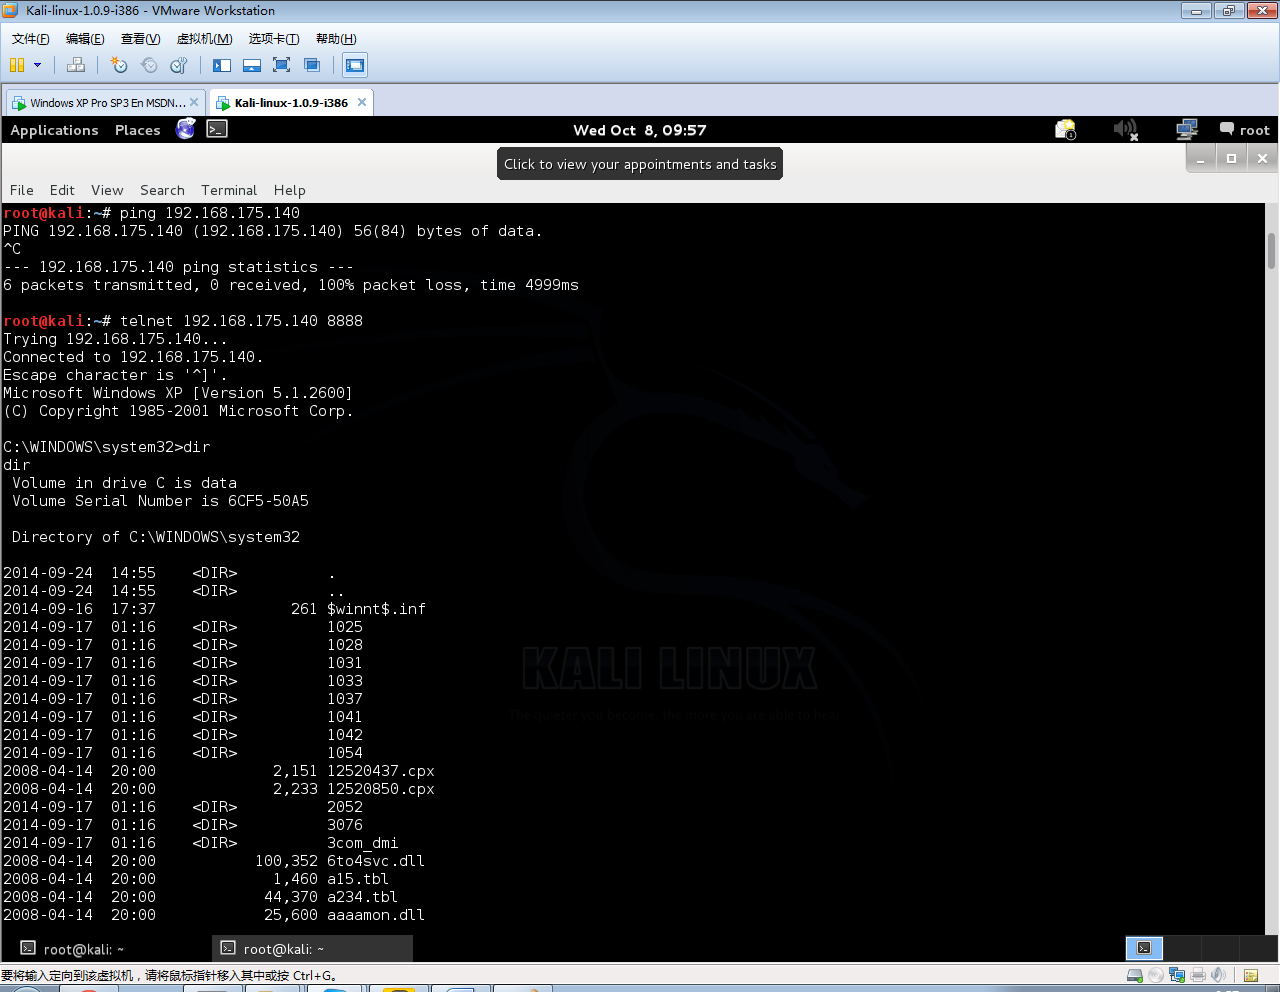 Kali-linux-1.0.9-i386 - VMware Workstation
文件(F) 编辑(E) 查看(V) 虚拟机(M) 选项卡(T) 帮助(H)
Windows XP Pro SP3 En MSDN... Kali-linux-1.0.9-i386
Applications Places Wed Oct 8, 09:57 root
Click to view your appointments and tasks
File Edit View Search Terminal Help
root@kali:~# ping 192.168.175.140
PING 192.168.175.140 (192.168.175.140) 56(84) bytes of data.
^C
--- 192.168.175.140 ping statistics ---
6 packets transmitted, 0 received, 100% packet loss, time 4999ms
root@kali:~# telnet 192.168.175.140 8888
Trying 192.168.175.140...
Connected to 192.168.175.140.
Escape character is '^]'.
Microsoft Windows XP [Version 5.1.2600]
(C) Copyright 1985-2001 Microsoft Corp.
C:\WINDOWS\system32>dir
dir
Volume in drive C is data
Volume Serial Number is 6CF5-50A5
Directory of C:\WINDOWS\system32
2014-09-24 14:55 <DIR> .
2014-09-24 14:55 <DIR> ..
2014-09-16 17:37 261 $winnt$.inf
2014-09-17 01:16 <DIR> 1025
2014-09-17 01:16 <DIR> 1028
2014-09-17 01:16 <DIR> 1031
2014-09-17 01:16 <DIR> 1033
2014-09-17 01:16 <DIR> 1037
2014-09-17 01:16 <DIR> 1041
2014-09-17 01:16 <DIR> 1042
2014-09-17 01:16 <DIR> 1054
2008-04-14 20:00 2,151 12520437.cpx
2008-04-14 20:00 2,233 12520850.cpx
2014-09-17 01:16 <DIR> 2052
2014-09-17 01:16 <DIR> 3076
2014-09-17 01:16 <DIR> 3com_dmi
2008-04-14 20:00 100,352 6to4svc.dll
2008-04-14 20:00 1,460 a15.tbl
2008-04-14 20:00 44,370 a234.tbl
2008-04-14 20:00 25,600 aaaamon.dll
KALI LINUX
The quieter you become, the more you are able to hear
root@kali: ~ root@kali: ~
要将输入定向到该虚拟机，请将鼠标指针移入其中或按 Ctrl+G。